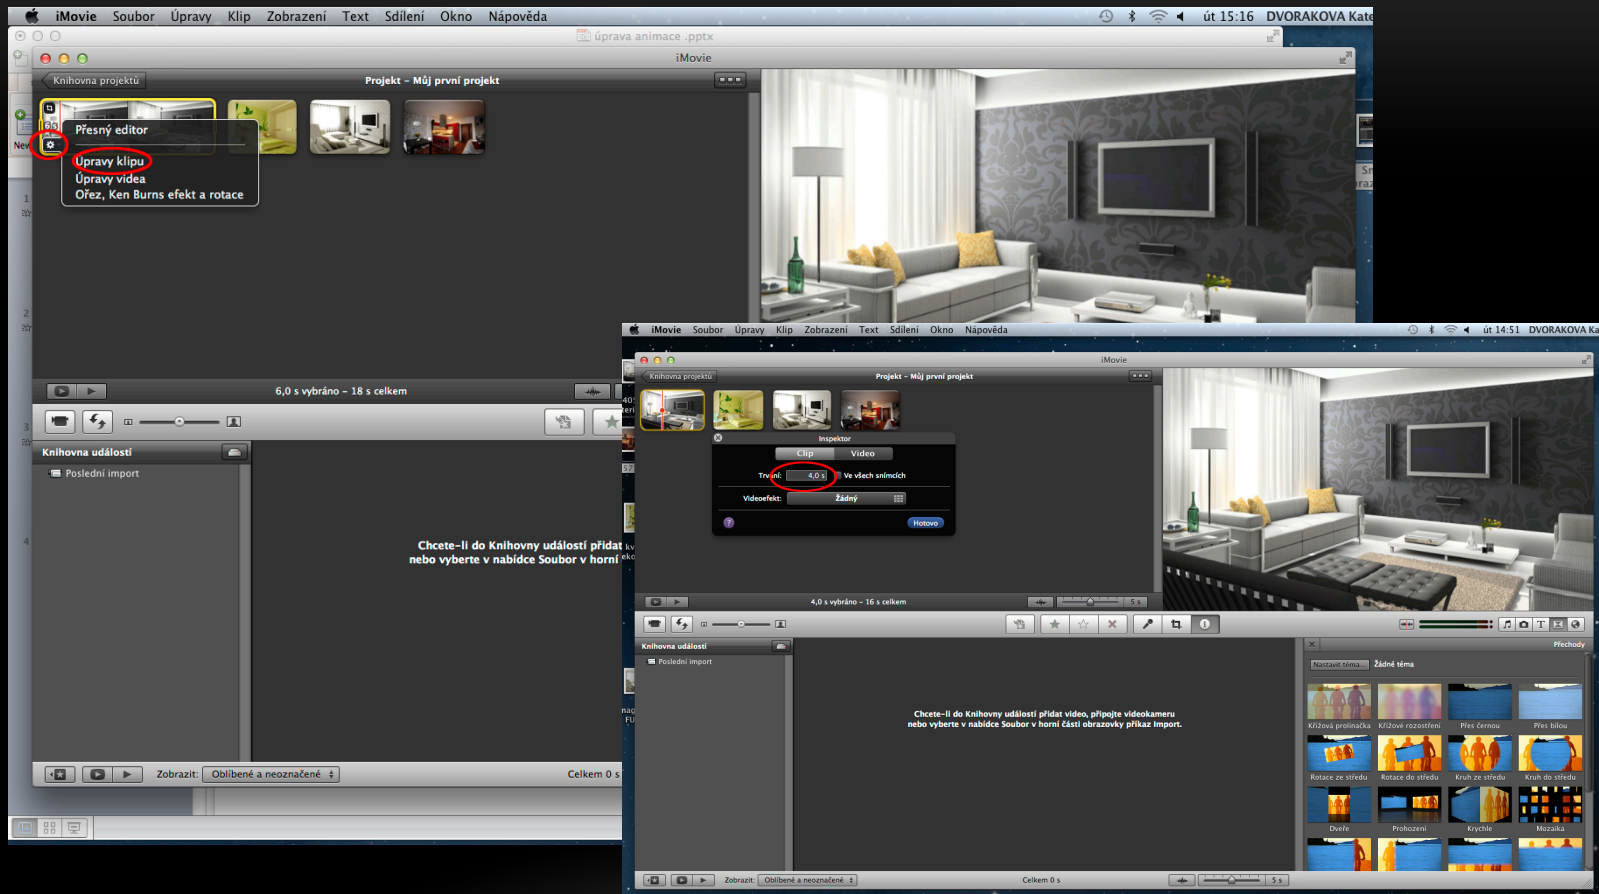 iMovie Soubor Úpravy Klip Zobrazení Text Sdílení Okno Nápověda út 15:16 DVORAKOVA Kate
úprava animace .pptx
iMovie
Knihovna projektů
Projekt – Můj první projekt
Přesný editor
Úpravy klipu
Úpravy videa
Ořez, Ken Burns efekt a rotace
New
1
2
3
4
6,0 s vybráno – 18 s celkem
Knihovna událostí
Poslední import
Chcete-li do Knihovny událostí přidat
nebo vyberte v nabídce Soubor v horní
Zobrazit: Oblíbené a neoznačené
Celkem 0 s
iMovie Soubor Úpravy Klip Zobrazení Text Sdílení Okno Nápověda út 14:51 DVORAKOVA Ka
iMovie
Knihovna projektů
Projekt – Můj první projekt
Inspektor
Clip Video
Trvání: 4,0 s Ve všech snímcích
Videoefekt: Žádný
? Hotovo
4,0 s vybráno – 16 s celkem
5 s
Knihovna událostí
Poslední import
Chcete-li do Knihovny událostí přidat video, připojte videokameru
nebo vyberte v nabídce Soubor v horní části obrazovky příkaz Import.
Přechody
Nastavit téma... Žádné téma
Křížová prolínačka Křížové rozostření Přes černou Přes bílou
Rotace ze středu Rotace do středu Kruh ze středu Kruh do středu
Dveře Prohození Krychle Mozaika
Zobrazit: Oblíbené a neoznačené
Celkem 0 s
5 s